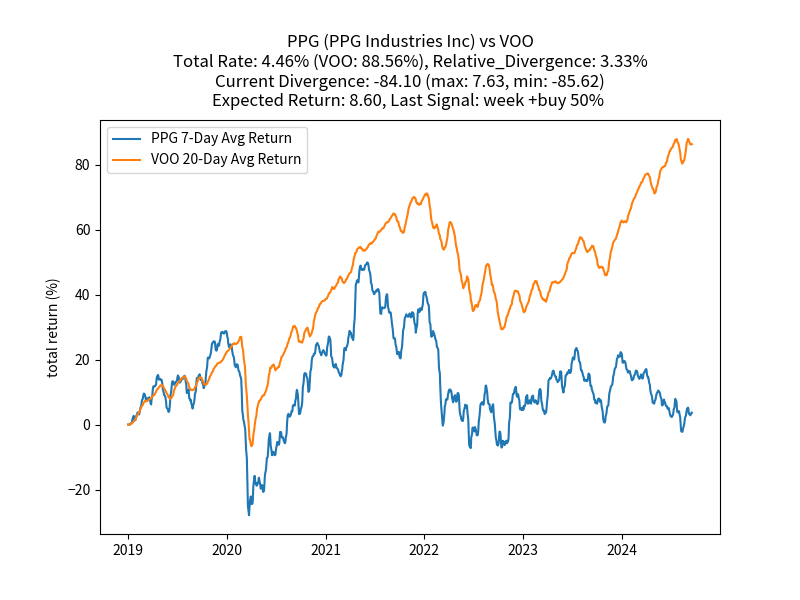 PPG (PPG Industries Inc) vs VOO
Total Rate: 4.46% (VOO: 88.56%), Relative_Divergence: 3.33%
Current Divergence: -84.10 (max: 7.63, min: -85.62)
Expected Return: 8.60, Last Signal: week +buy 50%
PPG 7-Day Avg Return
VOO 20-Day Avg Return
total return (%)
80
60
40
20
0
−20
2019
2020
2021
2022
2023
2024